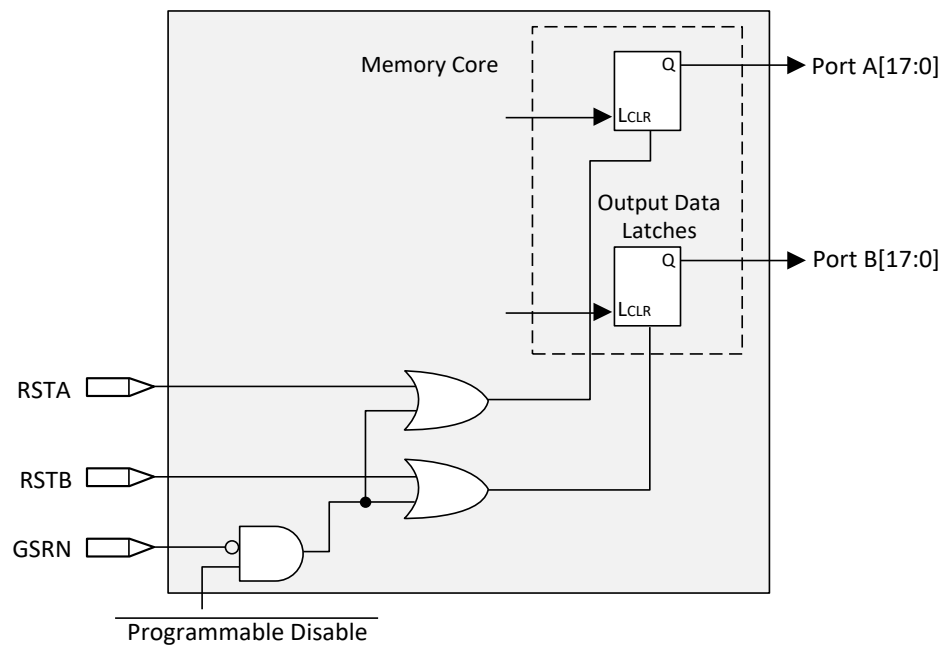 Memory Core
Q
Port A[17:0]
LCLR
Output Data
Latches
Q
Port B[17:0]
LCLR
RSTA
RSTB
GSRN
Programmable Disable